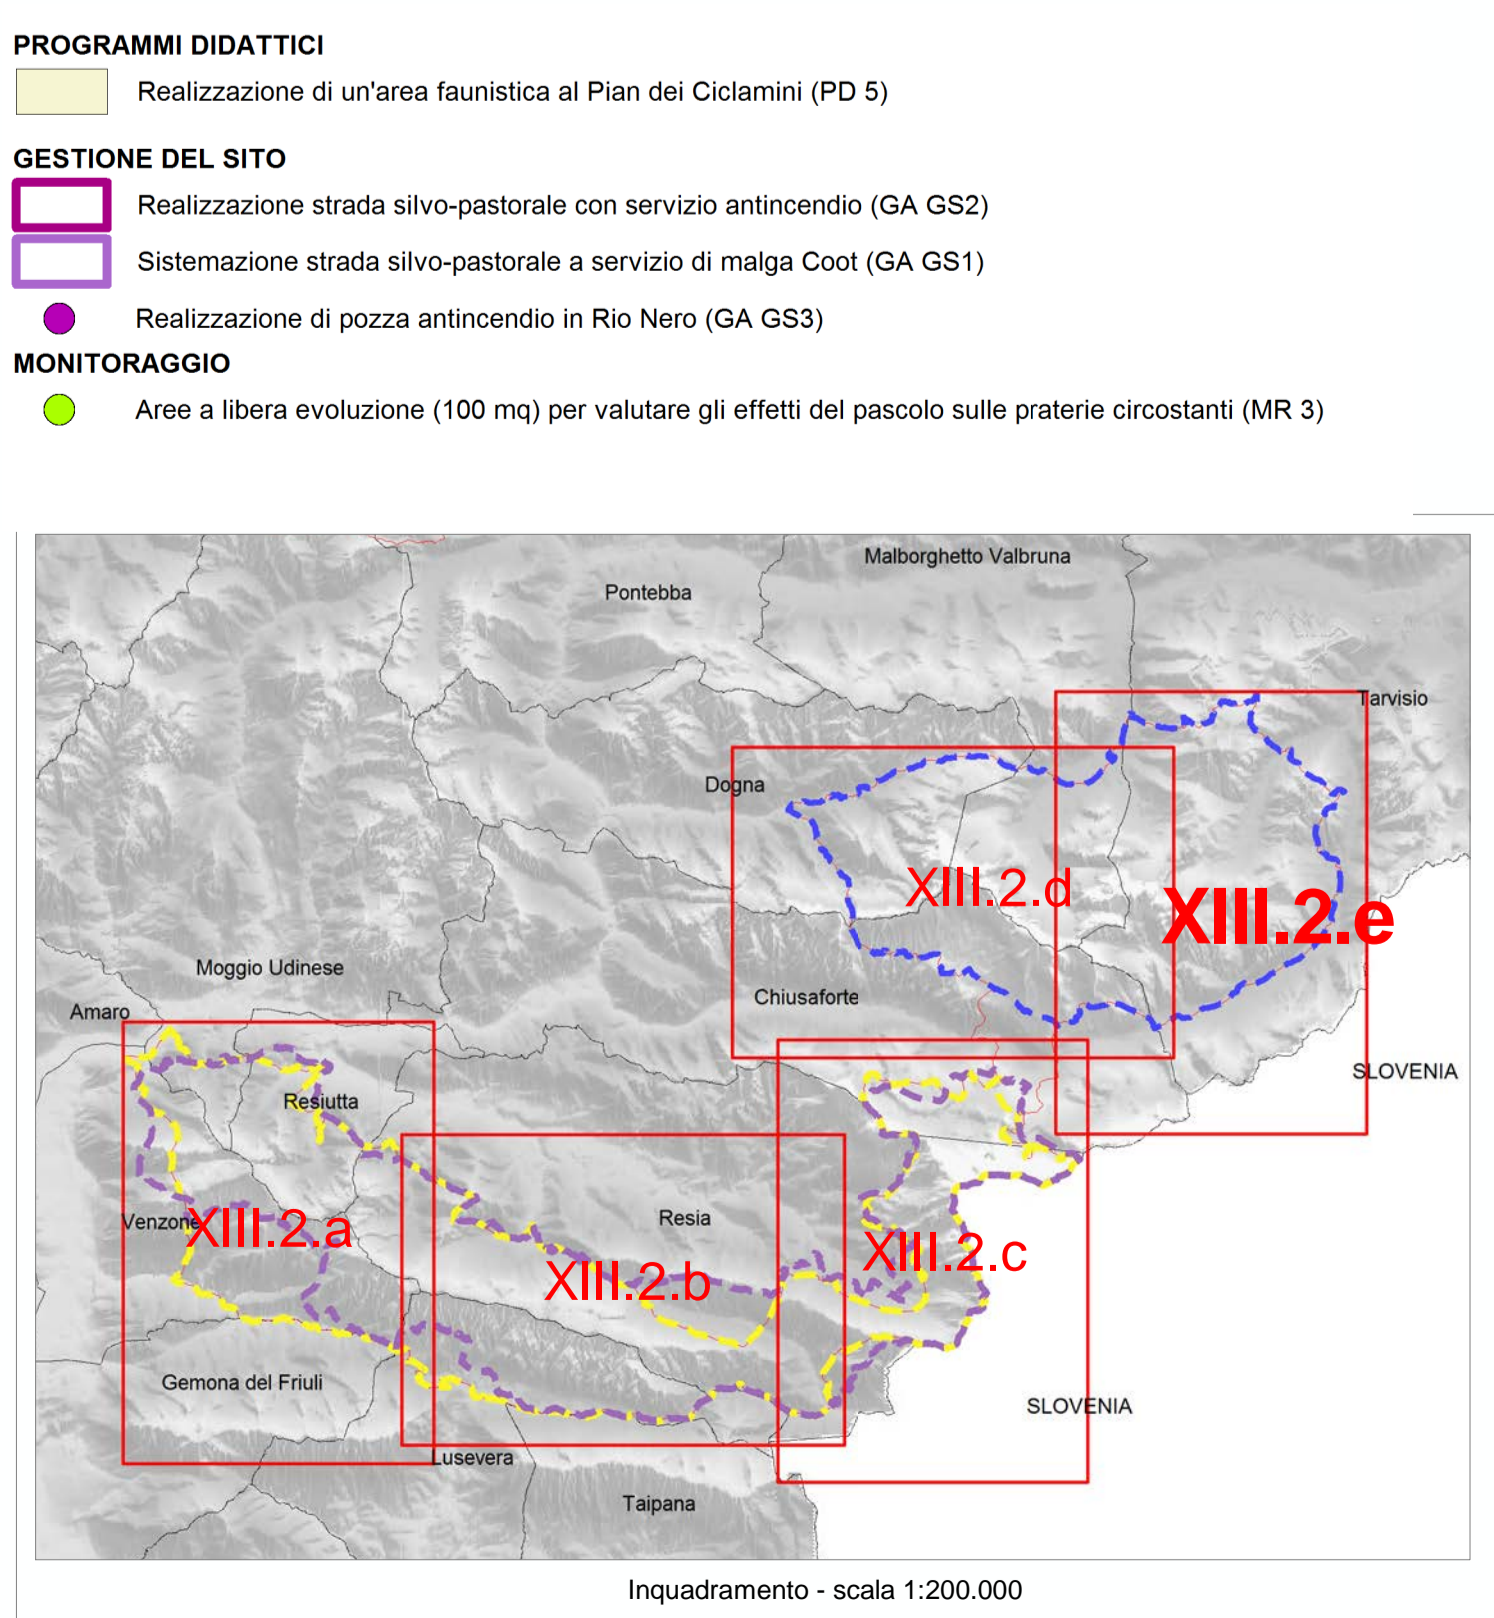 PROGRAMMI DIDATTICI
Realizzazione di un'area faunistica al Pian dei Ciclamini (PD 5)
GESTIONE DEL SITO
Realizzazione strada silvo-pastorale con servizio antincendio (GA GS2)
Sistemazione strada silvo-pastorale a servizio di malga Coot (GA GS1)
Realizzazione di pozza antincendio in Rio Nero (GA GS3)
MONITORAGGIO
Aree a libera evoluzione (100 mq) per valutare gli effetti del pascolo sulle praterie circostanti (MR 3)
Malborghetto Valbruna
Pontebba
Tarvisio
Dogna
XIII.2.d
XIII.2.e
Moggio Udinese
Chiusaforte
Amaro
SLOVENIA
Resiutta
Venzone
XIII.2.a
Resia
XIII.2.c
XIII.2.b
Gemona del Friuli
SLOVENIA
Lusevera
Taipana
Inquadramento - scala 1:200.000